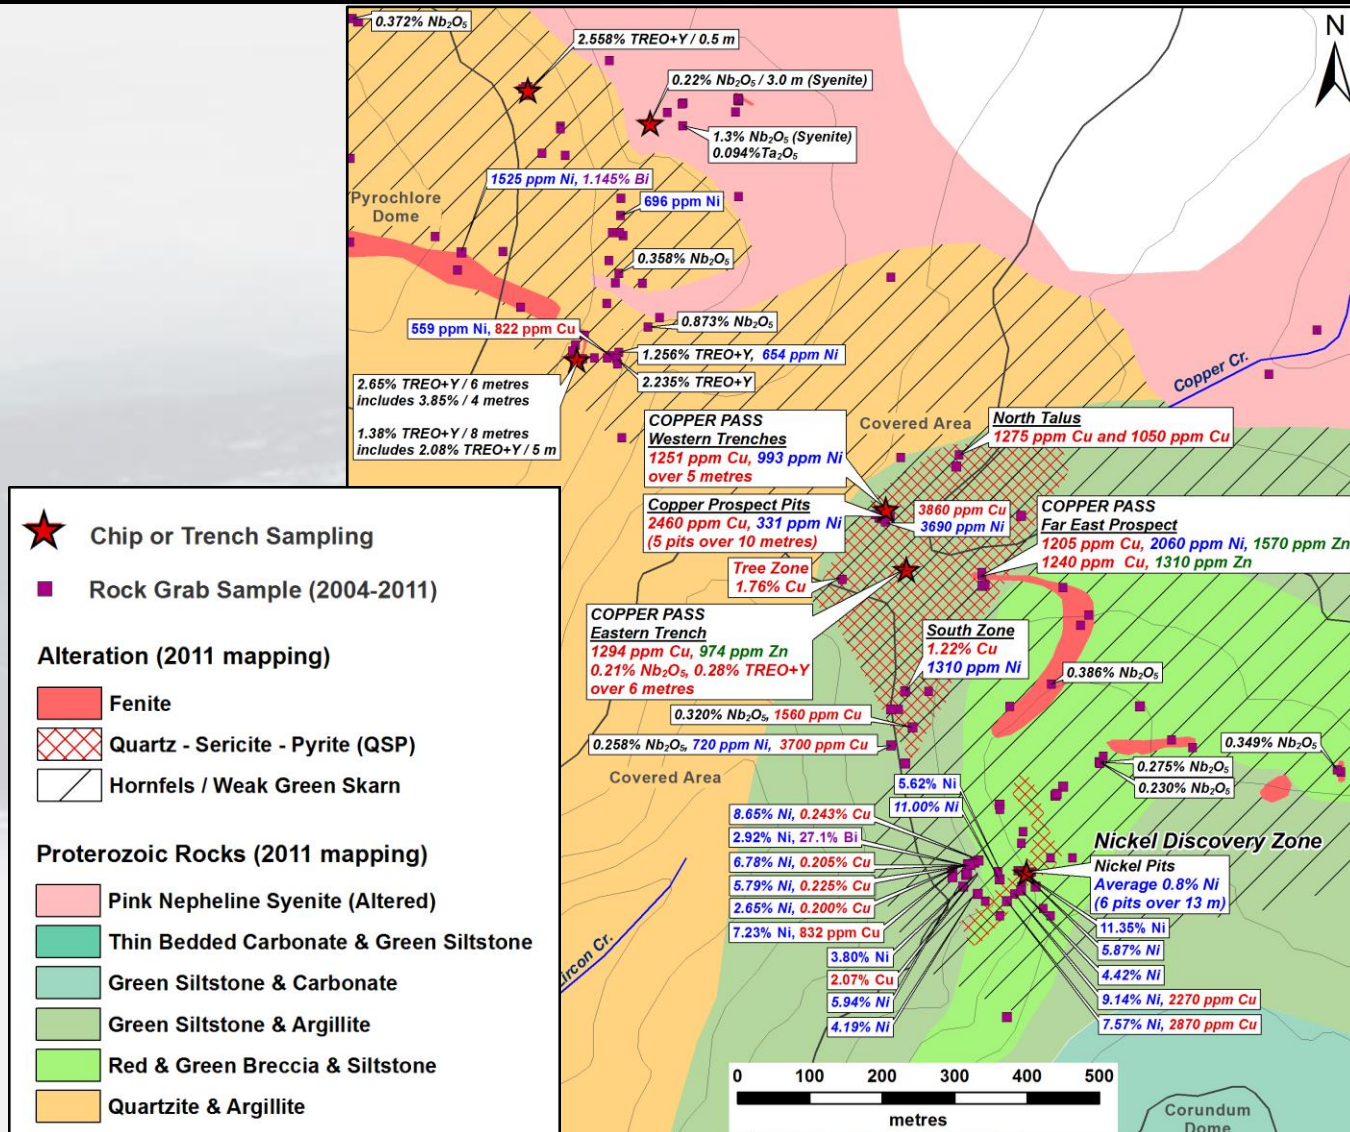 0.372% Nb₂O₅
2.558% TREO+Y / 0.5 m
N
0.22% Nb₂O₅ / 3.0 m (Syenite)
1.3% Nb₂O₅ (Syenite)
0.094%Ta₂O₅
1525 ppm Ni, 1.145% Bi
Pyrochlore
Dome
696 ppm Ni
0.358% Nb₂O₅
0.873% Nb₂O₅
559 ppm Ni, 822 ppm Cu
1.256% TREO+Y, 654 ppm Ni
2.235% TREO+Y
2.65% TREO+Y / 6 metres
includes 3.85% / 4 metres
1.38% TREO+Y / 8 metres
includes 2.08% TREO+Y / 5 m
Copper Cr.
COPPER PASS
Western Trenches
1251 ppm Cu, 993 ppm Ni
over 5 metres
Covered Area
North Talus
1275 ppm Cu and 1050 ppm Cu
Copper Prospect Pits
2460 ppm Cu, 331 ppm Ni
(5 pits over 10 metres)
3860 ppm Cu
3690 ppm Ni
COPPER PASS
Far East Prospect
1205 ppm Cu, 2060 ppm Ni, 1570 ppm Zn
1240 ppm Cu, 1310 ppm Zn
Tree Zone
1.76% Cu
COPPER PASS
Eastern Trench
1294 ppm Cu, 974 ppm Zn
0.21% Nb₂O₅, 0.28% TREO+Y
over 6 metres
South Zone
1.22% Cu
1310 ppm Ni
0.386% Nb₂O₅
0.320% Nb₂O₅, 1560 ppm Cu
0.258% Nb₂O₅, 720 ppm Ni, 3700 ppm Cu
0.349% Nb₂O₅
0.275% Nb₂O₅
0.230% Nb₂O₅
Covered Area
5.62% Ni
11.00% Ni
8.65% Ni, 0.243% Cu
2.92% Ni, 27.1% Bi
6.78% Ni, 0.205% Cu
5.79% Ni, 0.225% Cu
2.65% Ni, 0.200% Cu
7.23% Ni, 832 ppm Cu
3.80% Ni
2.07% Cu
5.94% Ni
4.19% Ni
Nickel Discovery Zone
Nickel Pits
Average 0.8% Ni
(6 pits over 13 m)
11.35% Ni
5.87% Ni
4.42% Ni
9.14% Ni, 2270 ppm Cu
7.57% Ni, 2870 ppm Cu
Cr.
0 100 200 300 400 500
metres
Corundum
Dome
Chip or Trench Sampling
Rock Grab Sample (2004-2011)
Alteration (2011 mapping)
Fenite
Quartz - Sericite - Pyrite (QSP)
Hornfels / Weak Green Skarn
Proterozoic Rocks (2011 mapping)
Pink Nepheline Syenite (Altered)
Thin Bedded Carbonate & Green Siltstone
Green Siltstone & Carbonate
Green Siltstone & Argillite
Red & Green Breccia & Siltstone
Quartzite & Argillite